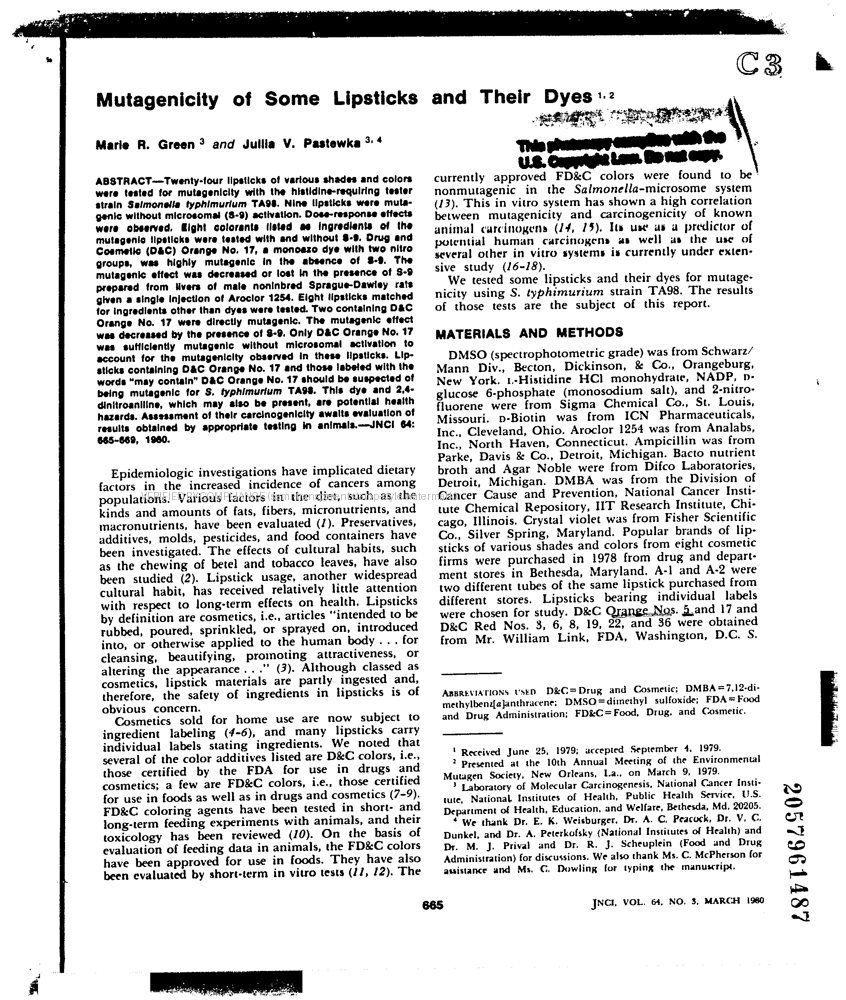 C3
Mutagenicity of Some Lipsticks and Their Dyes 1, 2
Marie R. Green 3 and Jullia V. Pastewka 3, 4
This photocopy complies with the
U.S. Copyright Law. Do not copy.
ABSTRACT—Twenty-four lipsticks of various shades and colors
were tested for mutagenicity with the histidine-requiring tester
strain Salmonella typhimurium TA98. Nine lipsticks were muta-
genic without microsomal (S-9) activation. Dose-response effects
were observed. Eight colorants listed as ingredients of the
mutagenic lipsticks were tested with and without S-9. Drug and
Cosmetic (D&C) Orange No. 17, a monoazo dye with two nitro
groups, was highly mutagenic in the absence of S-9. The
mutagenic effect was decreased or lost in the presence of S-9
prepared from livers of male noninbred Sprague-Dawley rats
given a single injection of Aroclor 1254. Eight lipsticks matched
for ingredients other than dyes were tested. Two containing D&C
Orange No. 17 were directly mutagenic. The mutagenic effect
was decreased by the presence of S-9. Only D&C Orange No. 17
was sufficiently mutagenic without microsomal activation to
account for the mutagenicity observed in these lipsticks. Lip-
sticks containing D&C Orange No. 17 and those labeled with the
words "may contain" D&C Orange No. 17 should be suspected of
being mutagenic for S. typhimurium TA98. This dye and 2,4-
dinitroaniline, which may also be present, are potential health
hazards. Assessment of their carcinogenicity awaits evaluation of
results obtained by appropriate testing in animals.—JNCI 64:
665-669, 1980.
Epidemiologic investigations have implicated dietary
factors in the increased incidence of cancers among
populations. Various items in the diet, such as the
kinds and amounts of fats, fibers, micronutrients, and
macronutrients, have been evaluated (1). Preservatives,
additives, molds, pesticides, and food containers have
been investigated. The effects of cultural habits, such
as the chewing of betel and tobacco leaves, have also
been studied (2). Lipstick usage, another widespread
cultural habit, has received relatively little attention
with respect to long-term effects on health. Lipsticks
by definition are cosmetics, i.e., articles "intended to be
rubbed, poured, sprinkled, or sprayed on, introduced
into, or otherwise applied to the human body . . . for
cleansing, beautifying, promoting attractiveness, or
altering the appearance . . ." (3). Although classed as
cosmetics, lipstick materials are partly ingested and,
therefore, the safety of ingredients in lipsticks is of
obvious concern.
Cosmetics sold for home use are now subject to
ingredient labeling (4-6), and many lipsticks carry
individual labels stating ingredients. We noted that
several of the color additives listed are D&C colors, i.e.,
those certified by the FDA for use in drugs and
cosmetics; a few are FD&C colors, i.e., those certified
for use in foods as well as in drugs and cosmetics (7-9).
FD&C coloring agents have been tested in short- and
long-term feeding experiments with animals, and their
toxicology has been reviewed (10). On the basis of
evaluation of feeding data in animals, the FD&C colors
have been approved for use in foods. They have also
been evaluated by short-term in vitro tests (11, 12). The
currently approved FD&C colors were found to be
nonmutagenic in the Salmonella-microsome system
(13). This in vitro system has shown a high correlation
between mutagenicity and carcinogenicity of known
animal carcinogens (14, 15). Its use as a predictor of
potential human carcinogens as well as the use of
several other in vitro systems is currently under exten-
sive study (16-18).
We tested some lipsticks and their dyes for mutage-
nicity using S. typhimurium strain TA98. The results
of those tests are the subject of this report.
MATERIALS AND METHODS
DMSO (spectrophotometric grade) was from Schwarz/
Mann Div., Becton, Dickinson, & Co., Orangeburg,
New York. L-Histidine HCl monohydrate, NADP, D-
glucose 6-phosphate (monosodium salt), and 2-nitro-
fluorene were from Sigma Chemical Co., St. Louis,
Missouri. D-Biotin was from ICN Pharmaceuticals,
Inc., Cleveland, Ohio. Aroclor 1254 was from Analabs,
Inc., North Haven, Connecticut. Ampicillin was from
Parke, Davis & Co., Detroit, Michigan. Bacto nutrient
broth and Agar Noble were from Difco Laboratories,
Detroit, Michigan. DMBA was from the Division of
Cancer Cause and Prevention, National Cancer Insti-
tute Chemical Repository, IIT Research Institute, Chi-
cago, Illinois. Crystal violet was from Fisher Scientific
Co., Silver Spring, Maryland. Popular brands of lip-
sticks of various shades and colors from eight cosmetic
firms were purchased in 1978 from drug and depart-
ment stores in Bethesda, Maryland. A-1 and A-2 were
two different tubes of the same lipstick purchased from
different stores. Lipsticks bearing individual labels
were chosen for study. D&C Orange Nos. 5 and 17 and
D&C Red Nos. 3, 6, 8, 19, 22, and 36 were obtained
from Mr. William Link, FDA, Washington, D.C. S.
ABBREVIATIONS USED D&C=Drug and Cosmetic; DMBA=7,12-di-
methylbenz[a]anthracene; DMSO=dimethyl sulfoxide; FDA=Food
and Drug Administration; FD&C=Food, Drug, and Cosmetic.
1 Received June 25, 1979; accepted September 4, 1979.
2 Presented at the 10th Annual Meeting of the Environmental
Mutagen Society, New Orleans, La., on March 9, 1979.
3 Laboratory of Molecular Carcinogenesis, National Cancer Insti-
tute, National Institutes of Health, Public Health Service, U.S.
Department of Health, Education, and Welfare, Bethesda, Md. 20205.
4 We thank Dr. E. K. Weisburger, Dr. A. C. Peacock, Dr. V. C.
Dunkel, and Dr. A. Peterkofsky (National Institutes of Health) and
Dr. M. J. Prival and Dr. R. J. Scheuplein (Food and Drug
Administration) for discussions. We also thank Ms. C. McPherson for
assistance and Ms. C. Dowling for typing the manuscript.
665
JNCI, VOL. 64, NO. 3, MARCH 1980
2057961487